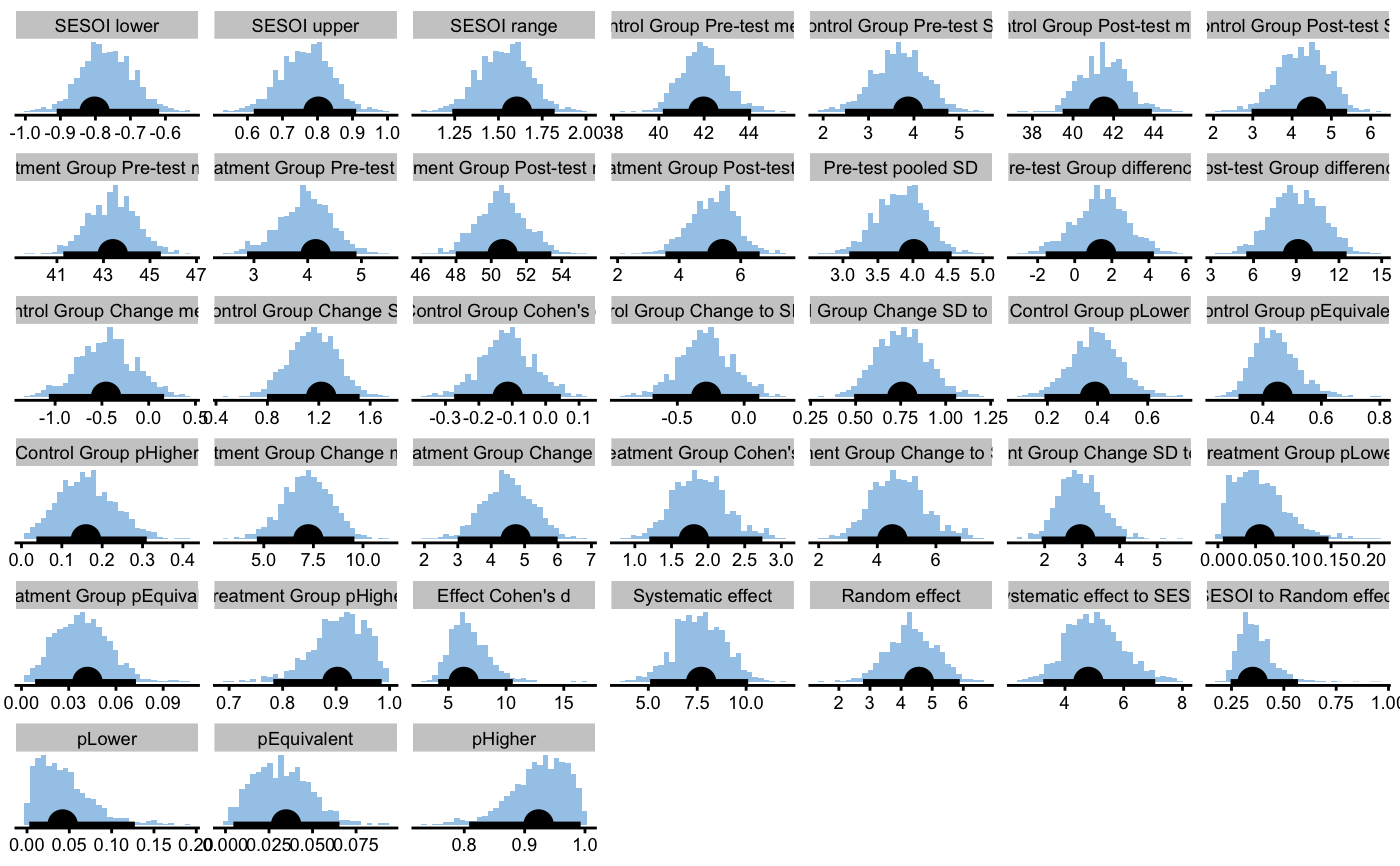 SESOI lower SESOI upper SESOI range ntrol Group Pre-test me ontrol Group Pre-test S ntrol Group Post-test m ontrol Group Post-test S
-1.0 -0.9 -0.8 -0.7 -0.6 0.6 0.7 0.8 0.9 1.0 1.25 1.50 1.75 2.00 38 40 42 44 2 3 4 5 38 40 42 44 2 3 4 5 6
tment Group Pre-test m atment Group Pre-test ment Group Post-test r atment Group Post-test Pre-test pooled SD re-test Group differenc ost-test Group differenc
41 43 45 47 3 4 5 46 48 50 52 54 2 4 6 3.0 3.5 4.0 4.5 5.0 -2 0 2 4 6 3 6 9 12 15
ntrol Group Change me ontrol Group Change S Control Group Cohen's rol Group Change to SI l Group Change SD to Control Group pLower ontrol Group pEquivale
-1.0 -0.5 0.0 0.5 0.4 0.8 1.2 1.6 -0.3 -0.2 -0.1 0.0 0.1 -0.5 0.0 0.25 0.50 0.75 1.00 1.25 0.2 0.4 0.6 0.4 0.6 0.8
Control Group pHigher tment Group Change m atment Group Change eatment Group Cohen's ent Group Change to S nt Group Change SD to reatment Group pLowe
0.0 0.1 0.2 0.3 0.4 5.0 7.5 10.0 2 3 4 5 6 7 1.0 1.5 2.0 2.5 3.0 2 4 6 2 3 4 5 0.00 0.05 0.10 0.15 0.20
atment Group pEquival reatment Group pHighe Effect Cohen's d Systematic effect Random effect ystematic effect to SES SESOI to Random effec
0.00 0.03 0.06 0.09 0.7 0.8 0.9 1.0 5 10 15 5.0 7.5 10.0 2 3 4 5 6 4 6 8 0.25 0.50 0.75 1.00
pLower pEquivalent pHigher
0.00 0.05 0.10 0.15 0.20 0.000 0.025 0.050 0.075 0.8 0.9 1.0